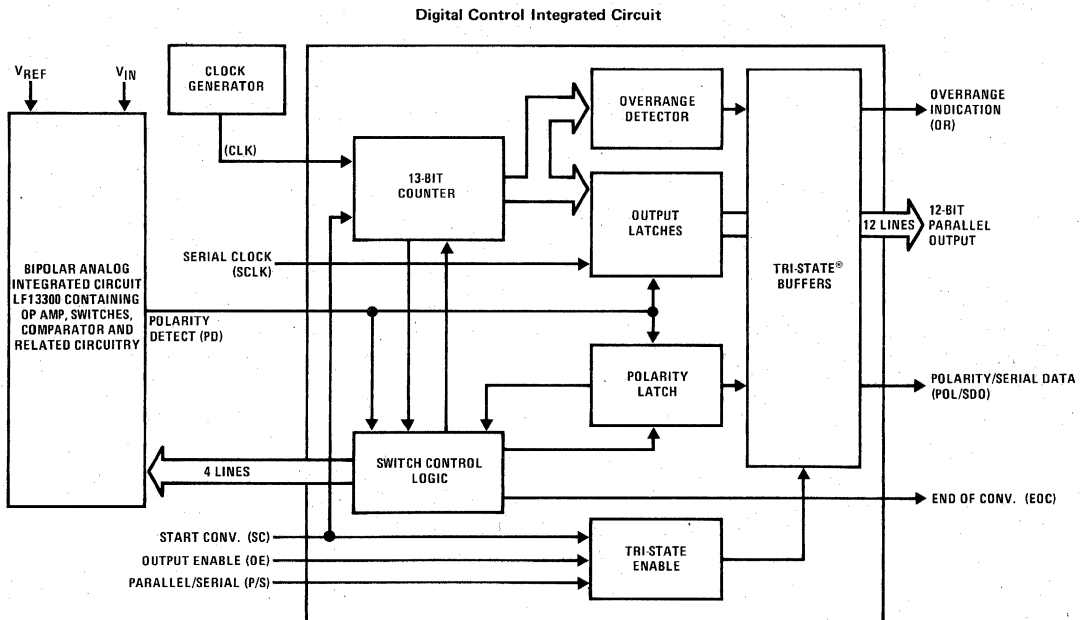 Digital Control Integrated Circuit
VREF
VIN
CLOCK
GENERATOR
(CLK)
13-BIT
COUNTER
OVERRANGE
DETECTOR
OVERRANGE
INDICATION
(OR)
OUTPUT
LATCHES
12 LINES
12-BIT
PARALLEL
OUTPUT
SERIAL CLOCK
(SCLK)
TRI-STATE®
BUFFERS
BIPOLAR ANALOG
INTEGRATED CIRCUIT
LF13300 CONTAINING
OP AMP, SWITCHES,
COMPARATOR AND
RELATED CIRCUITRY
POLARITY
DETECT (PD)
POLARITY
LATCH
POLARITY/SERIAL DATA
(POL/SDO)
4 LINES
SWITCH CONTROL
LOGIC
END OF CONV. (EOC)
START CONV. (SC)
OUTPUT ENABLE (OE)
PARALLEL/SERIAL (P/S)
TRI-STATE
ENABLE